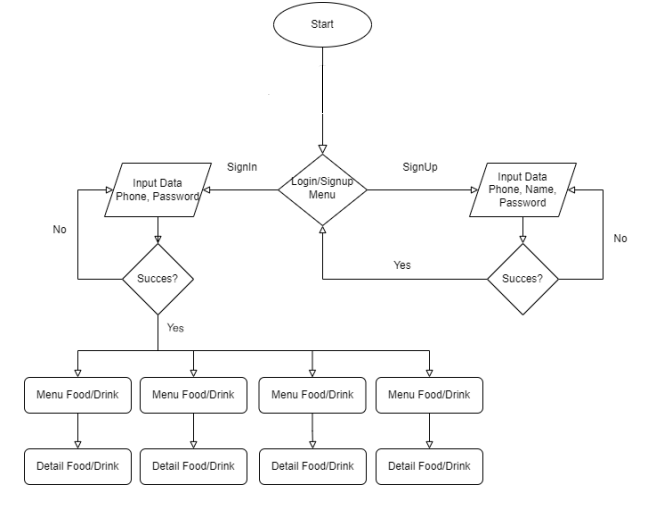 Start
SignIn
SignUp
Login/Signup
Menu
Input Data
Phone, Password
Input Data
Phone, Name,
Password
No
Succes?
Yes
Succes?
No
Yes
Menu Food/Drink
Menu Food/Drink
Menu Food/Drink
Menu Food/Drink
Detail Food/Drink
Detail Food/Drink
Detail Food/Drink
Detail Food/Drink